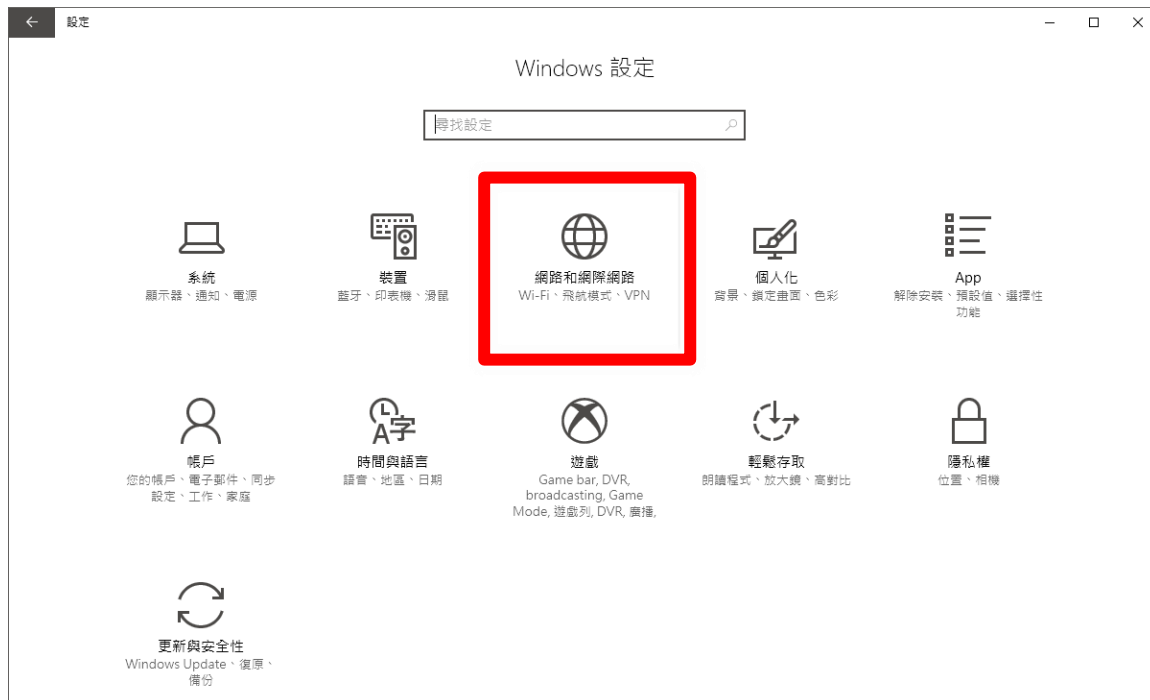 設定
Windows 設定
尋找設定
系統
顯示器、通知、電源
裝置
藍牙、印表機、滑鼠
網路和網際網路
Wi-Fi、飛航模式、VPN
個人化
背景、鎖定畫面、色彩
App
解除安裝、預設值、選擇性
功能
帳戶
您的帳戶、電子郵件、同步
設定、工作、家庭
時間與語言
語音、地區、日期
遊戲
Game bar, DVR,
broadcasting, Game
Mode, 遊戲列, DVR, 廣播,
輕鬆存取
朗讀程式、放大鏡、高對比
隱私權
位置、相機
更新與安全性
Windows Update、復原、
備份